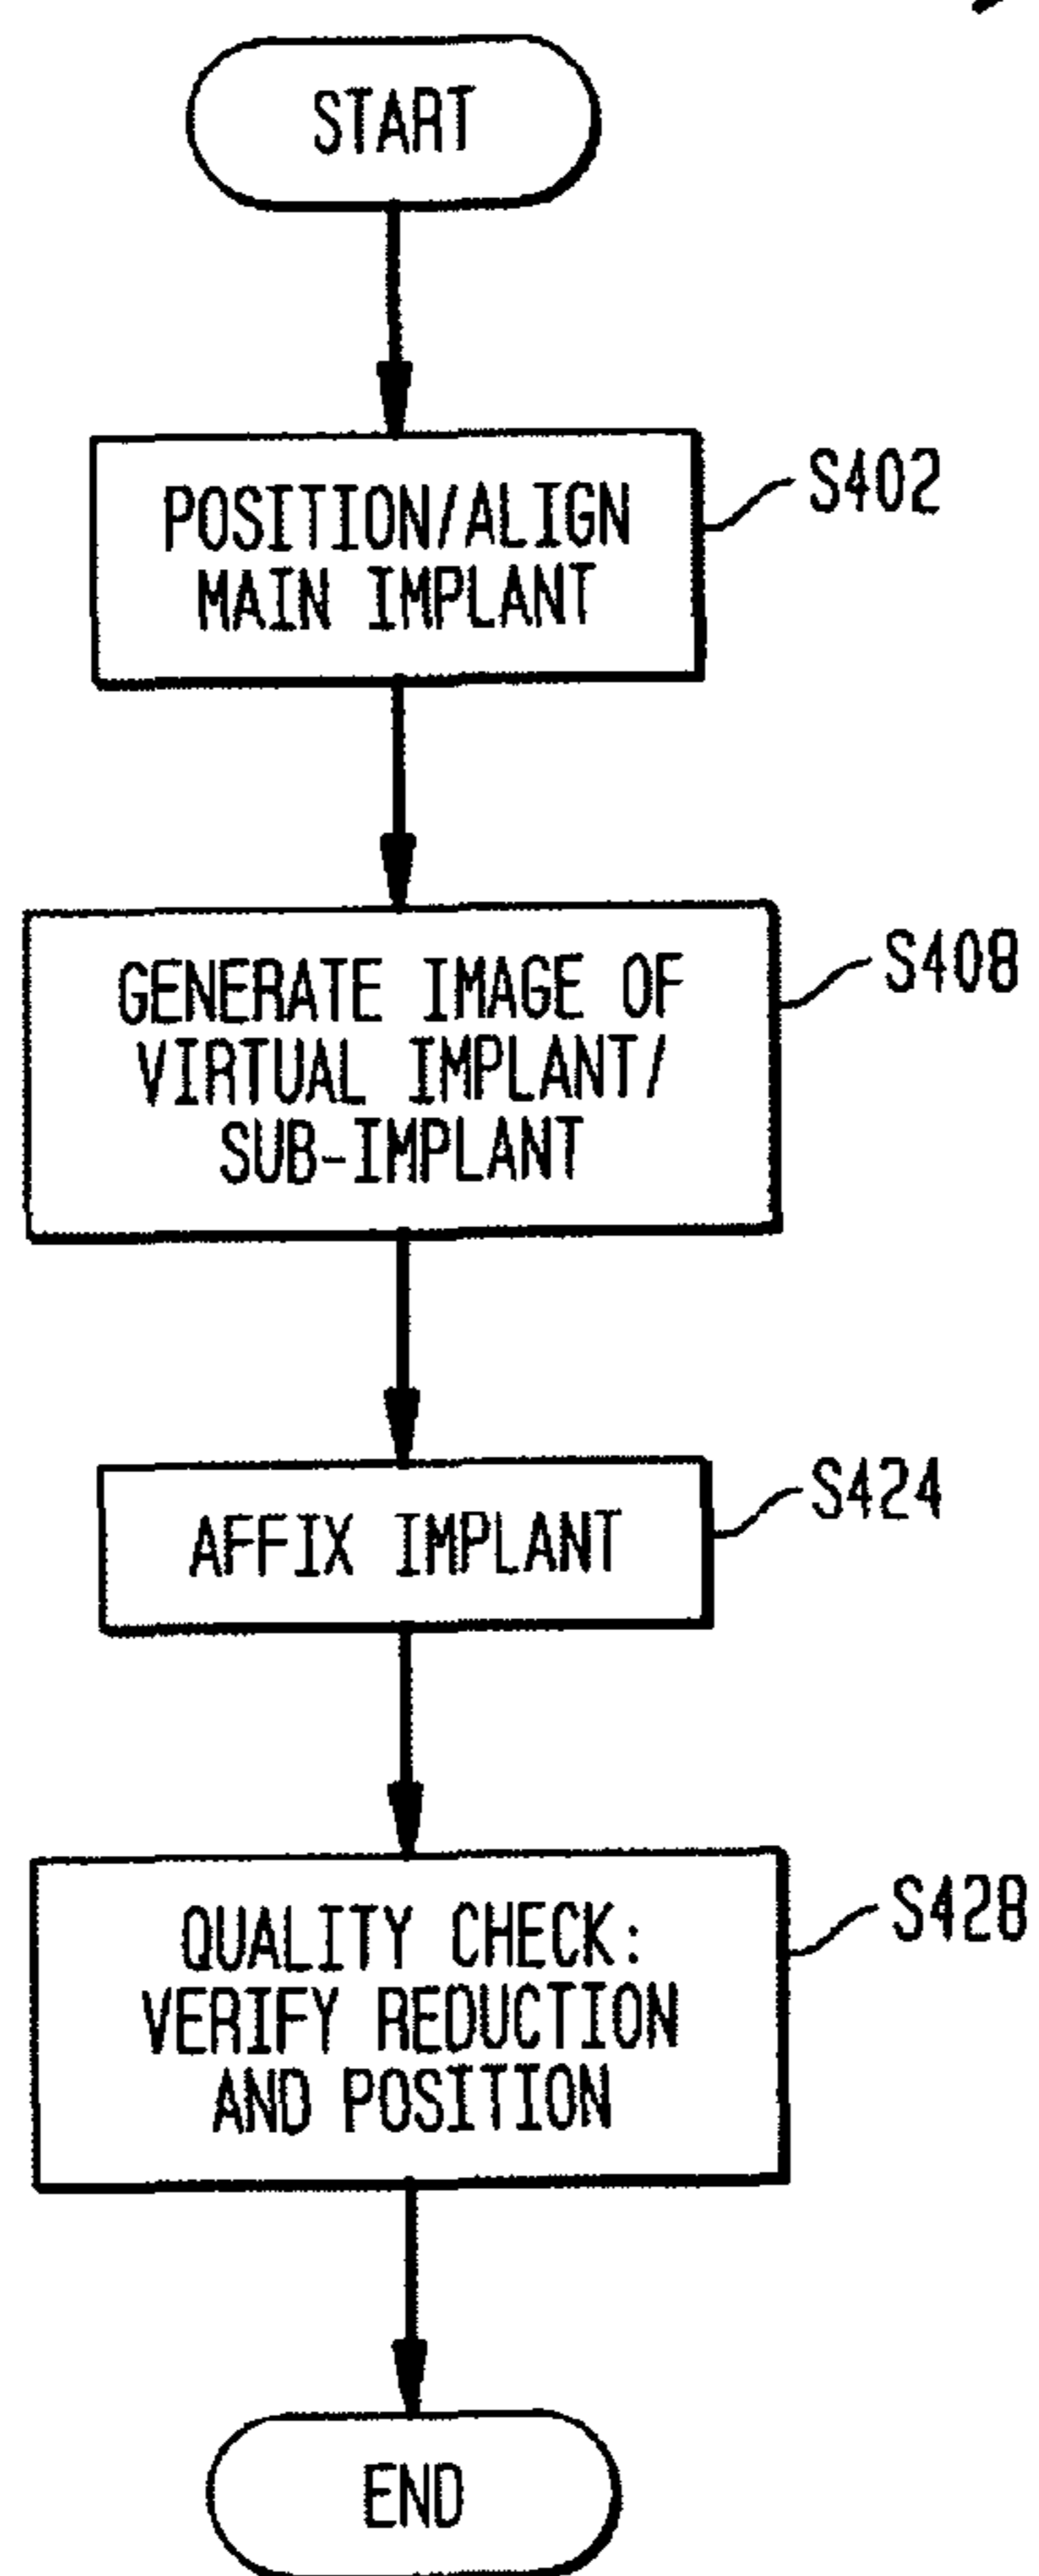 START
POSITION/ALIGN
MAIN IMPLANT
S402
GENERATE IMAGE OF
VIRTUAL IMPLANT/
SUB-IMPLANT
S408
AFFIX IMPLANT
S424
QUALITY CHECK:
VERIFY REDUCTION
AND POSITION
S428
END